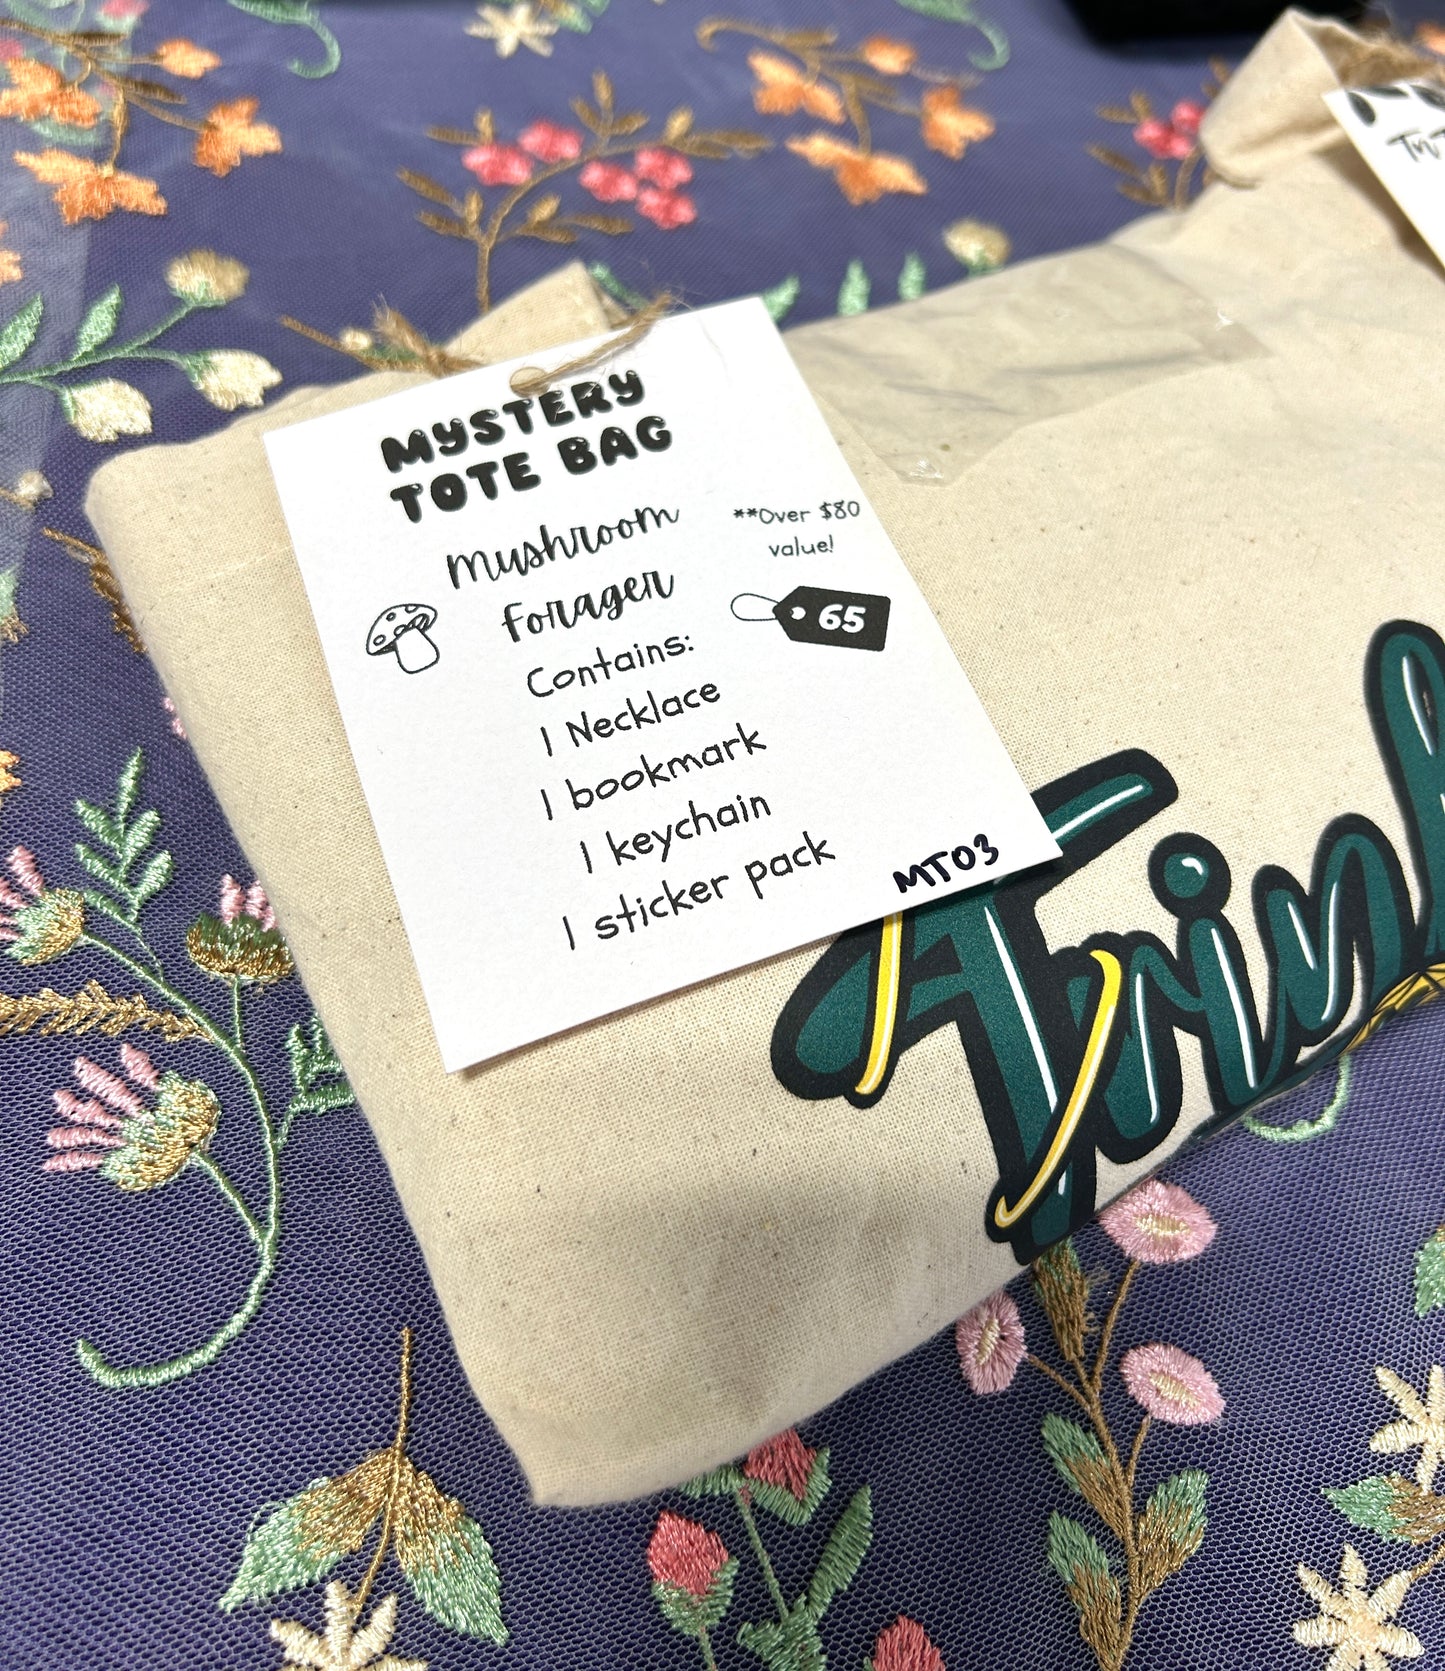 MYSTERY
TOTE BAG
Mushroom
Forager
**Over $80
value!
65
Contains:
1 Necklace
1 bookmark
1 keychain
1 sticker pack
MT03